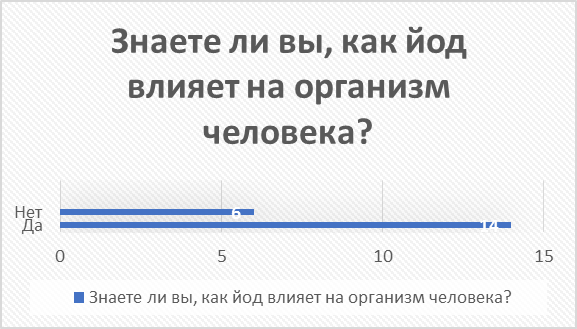 Знаете ли вы, как йод
влияет на организм
человека?
Нет
6
Да
14
0 5 10 15
Знаете ли вы, как йод влияет на организм человека?